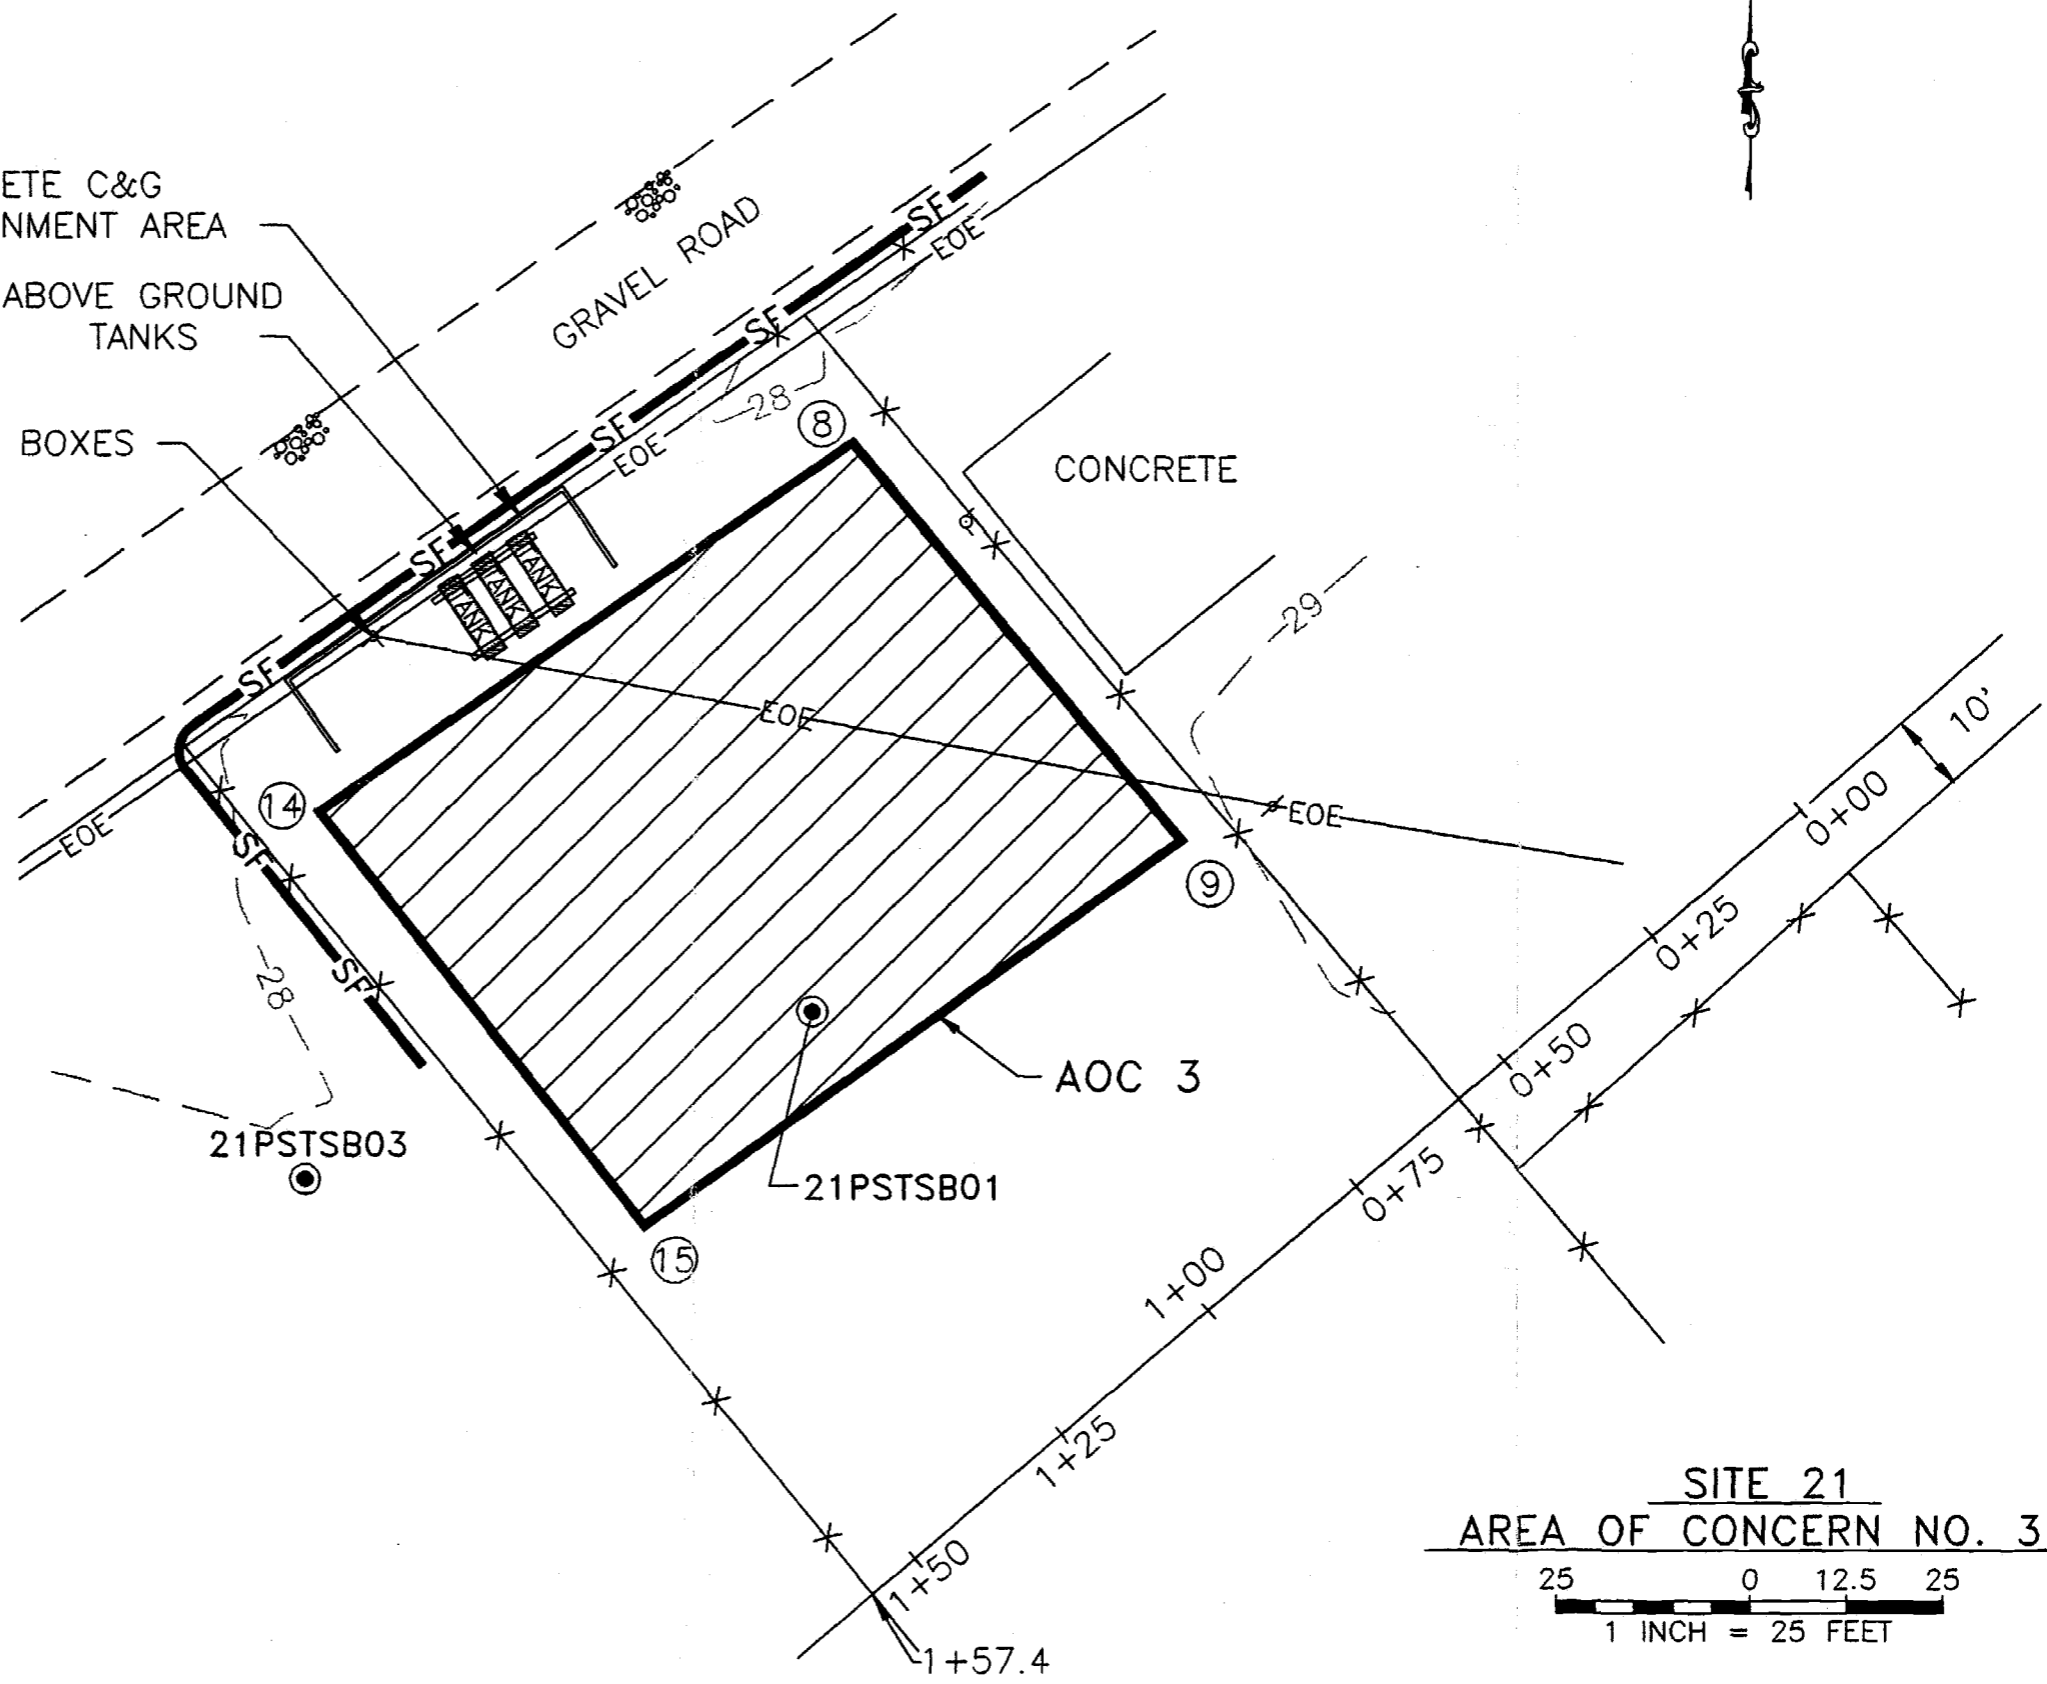 ETE C&G
NMENT AREA
ABOVE GROUND
TANKS
BOXES
GRAVEL ROAD
SF
EOE
SF
28
8
CONCRETE
SF
EOE
SF
TANK
TANK
TANK
29
SF
EOE
10'
14
EOE
0+00
EOE
SF
9
0+25
28
SF
0+50
AOC 3
21PSTSB03
21PSTSB01
0+75
15
1+00
1+25
SITE 21
AREA OF CONCERN NO. 3
1+50
25 0 12.5 25
1 INCH = 25 FEET
1+57.4